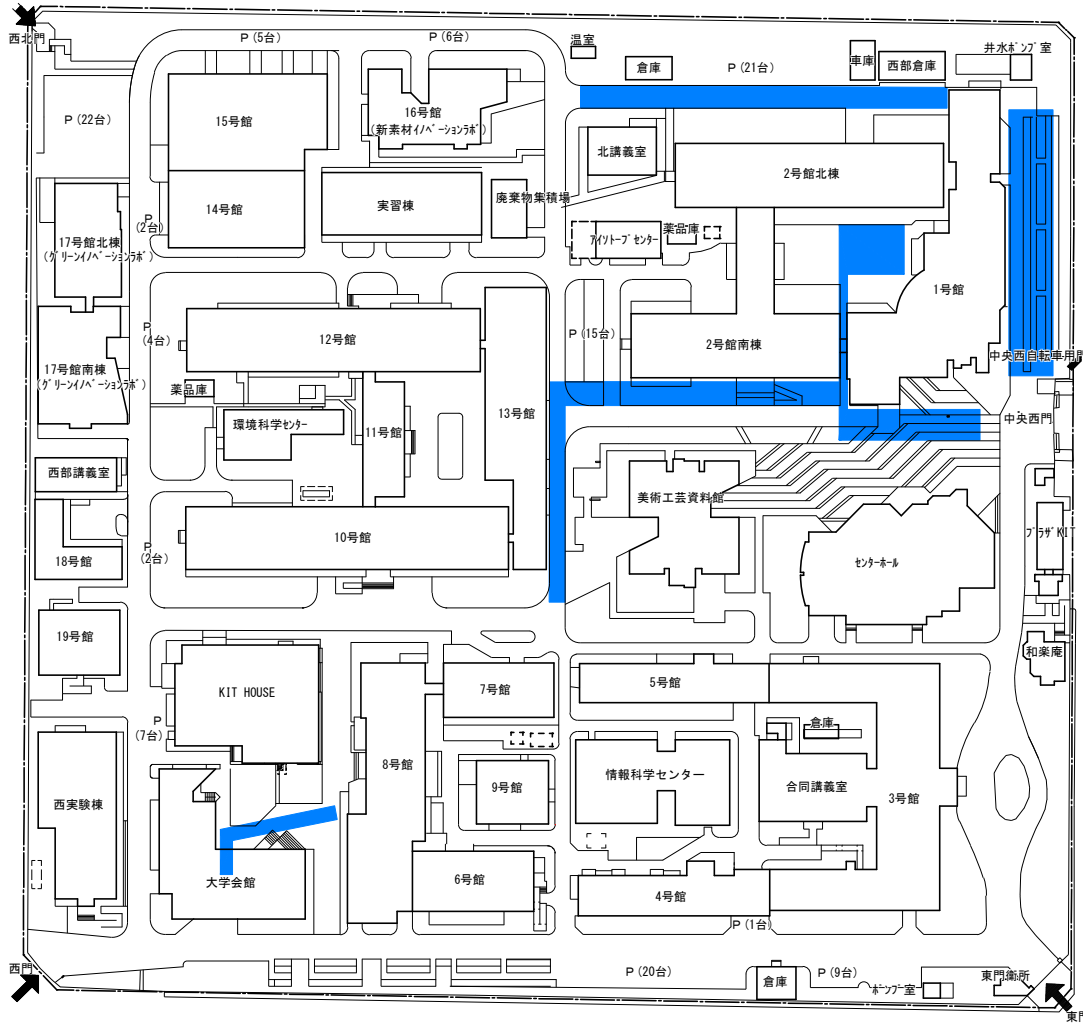 西北門
P (5台)
P (6台)
温室
倉庫
P (21台)
車庫
西部倉庫
井水ポンプ室
P (22台)
15号館
16号館
(新素材イノベーションラボ)
北講義室
2号館北棟
14号館
実習棟
廃棄物集積場
P
(2台)
17号館北棟
(グリーンイノベーションラボ)
アイソトープセンター
薬品庫
1号館
P
(4台)
12号館
P (15台)
2号館南棟
中央西自転車用門
17号館南棟
(グリーンイノベーションラボ)
薬品庫
13号館
環境科学センター
11号館
中央西門
西部講義室
美術工芸資料館
10号館
プラザKIT
センターホール
P
(2台)
18号館
19号館
和楽庵
KIT HOUSE
7号館
5号館
P
(7台)
倉庫
8号館
情報科学センター
合同講義室
9号館
3号館
西実験棟
大学会館
6号館
4号館
P (1台)
西門
P (20台)
倉庫
P (9台)
ポンプ室
東門衛所
東門